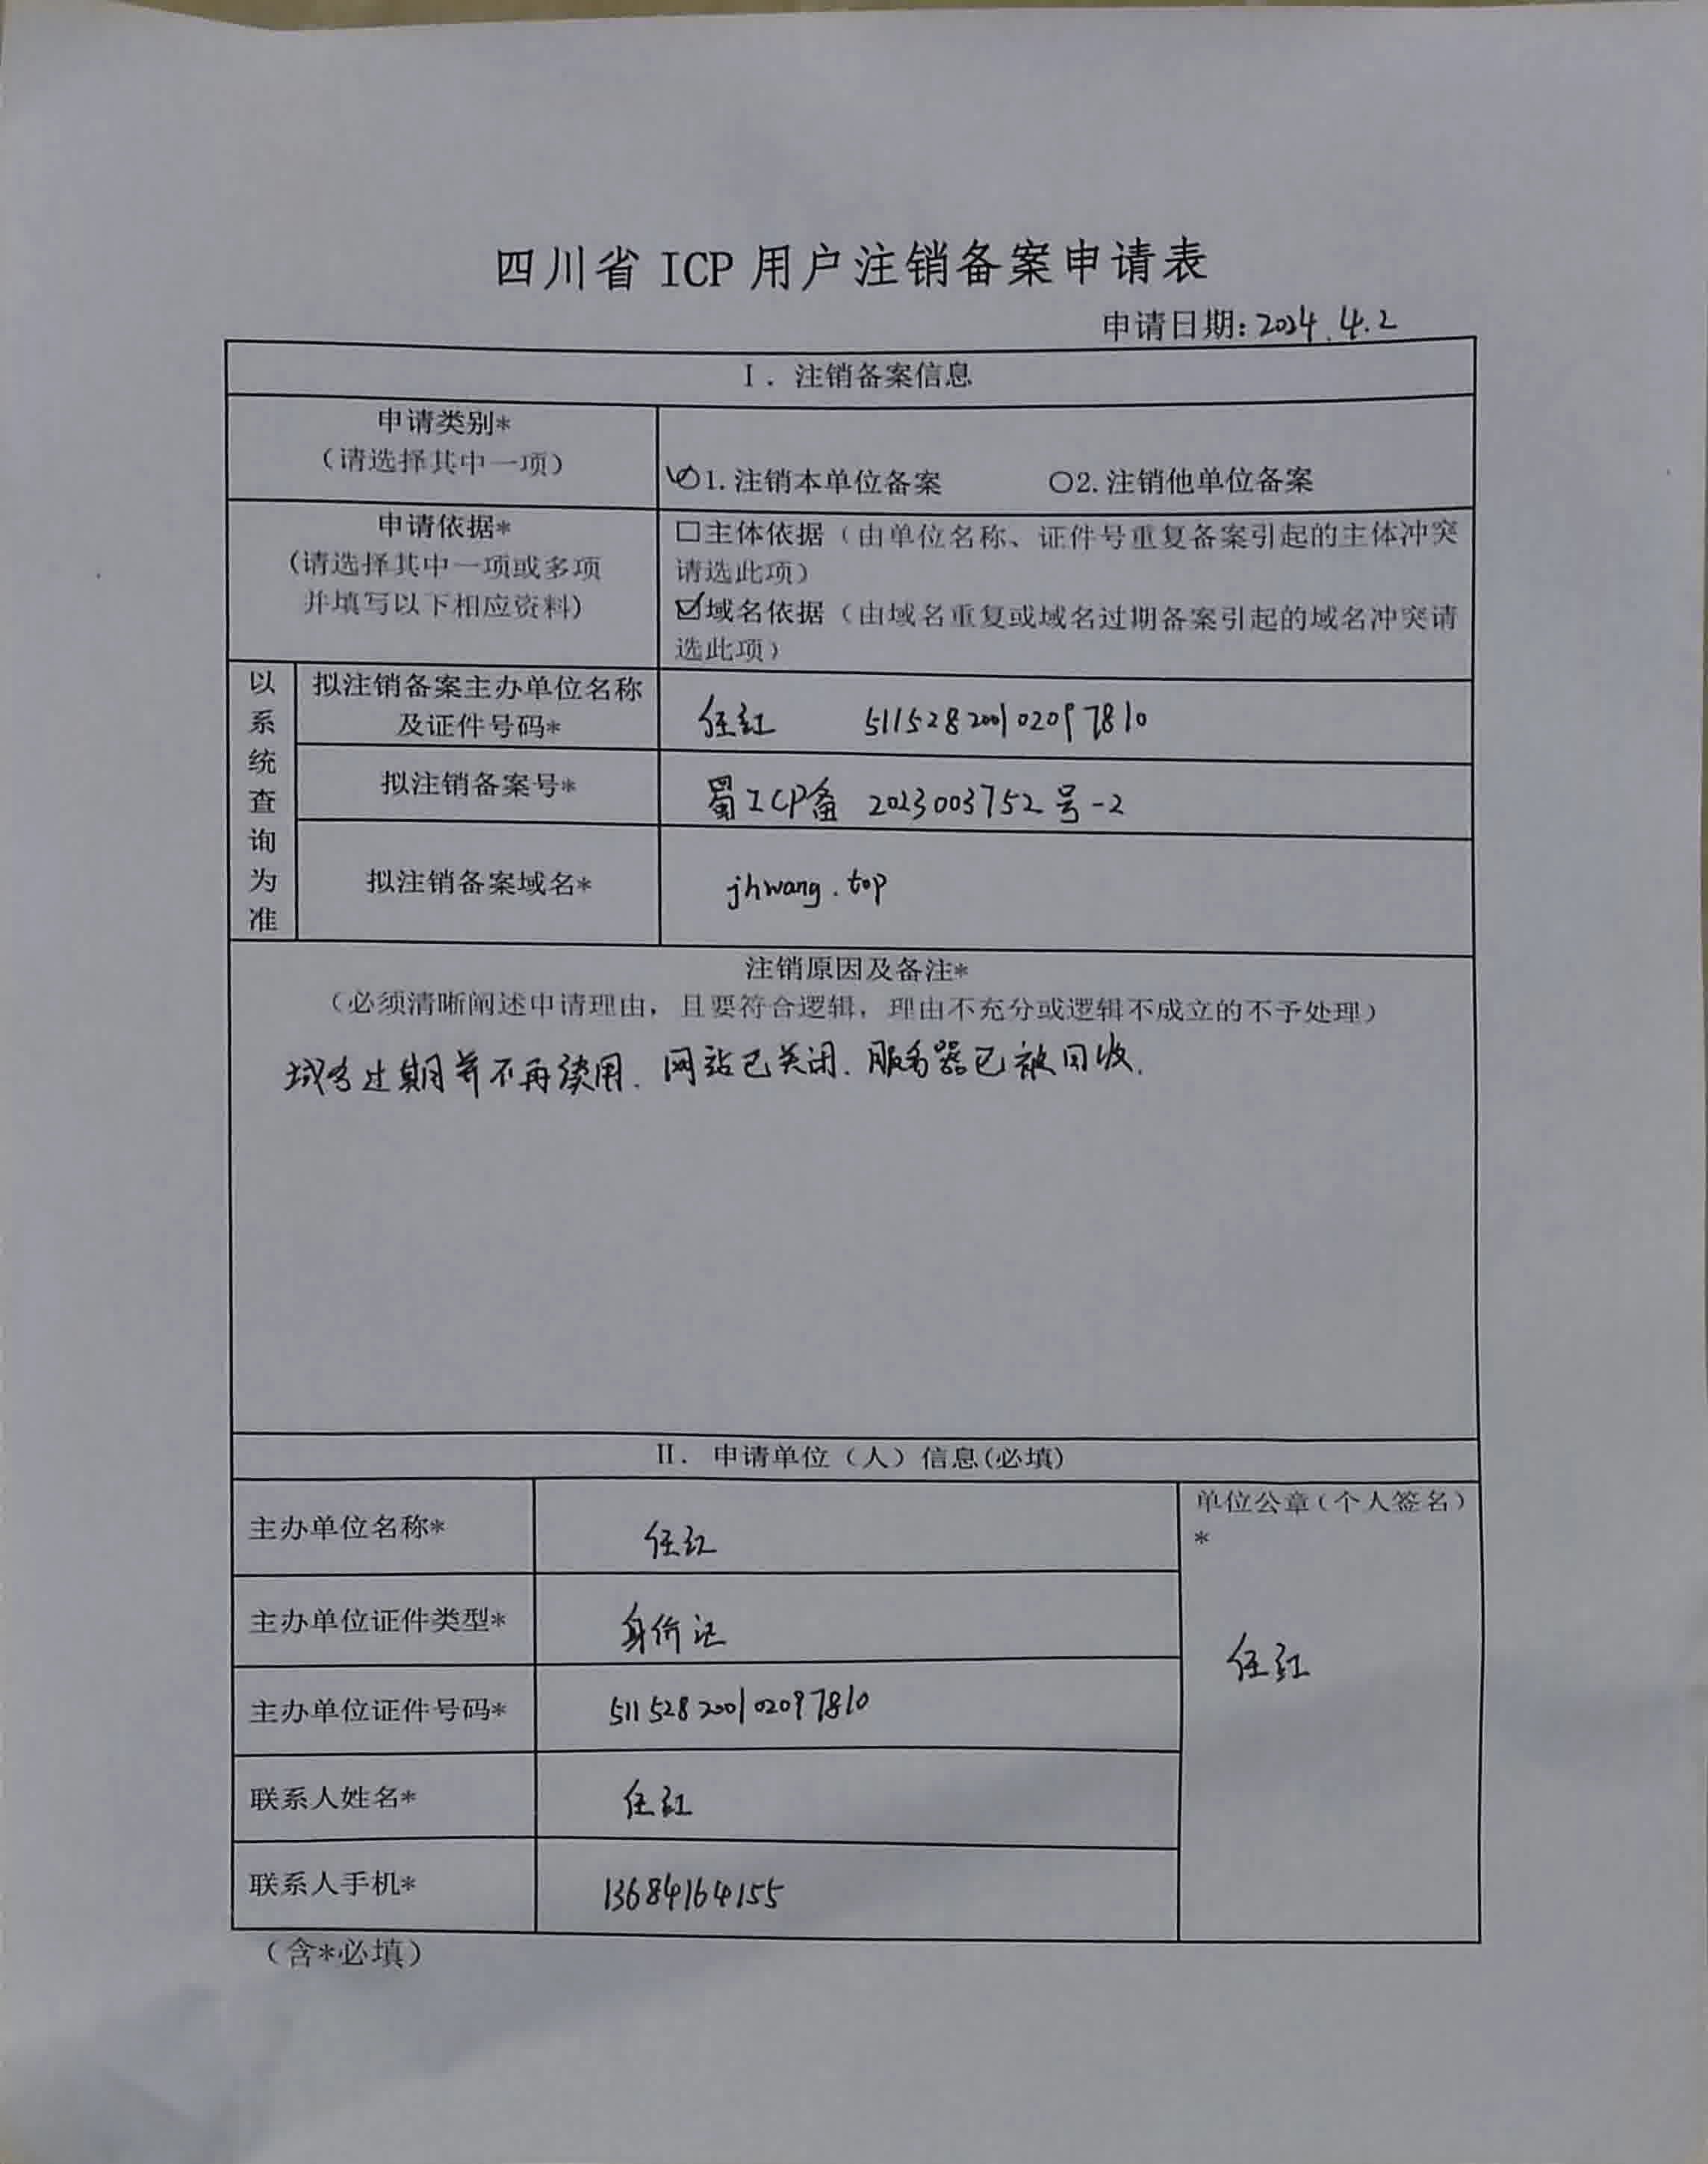 四川省 ICP 用户注销备案申请表
申请日期: 2024.4.2
I. 注销备案信息
申请类别*
(请选择其中一项)
○1. 注销本单位备案 ○2. 注销他单位备案
申请依据*
(请选择其中一项或多项
并填写以下相应资料)
□主体依据（由单位名称、证件号重复备案引起的主体冲突
请选此项）
☑域名依据（由域名重复或域名过期备案引起的域名冲突请
选此项）
以系统查询为准
拟注销备案主办单位名称
及证件号码*
任红 511528200102097810
拟注销备案号*
蜀ICP备 2023003752号-2
拟注销备案域名*
jhwang.top
注销原因及备注*
（必须清晰阐述申请理由，且要符合逻辑，理由不充分或逻辑不成立的不予处理）
域名过期并不再续用. 网站已关闭. 服务器已被回收.
II. 申请单位（人）信息(必填)
主办单位名称*
任红
单位公章（个人签名）
*
任红
主办单位证件类型*
身份证
主办单位证件号码*
511528200102097810
联系人姓名*
任红
联系人手机*
13684164155
（含*必填）